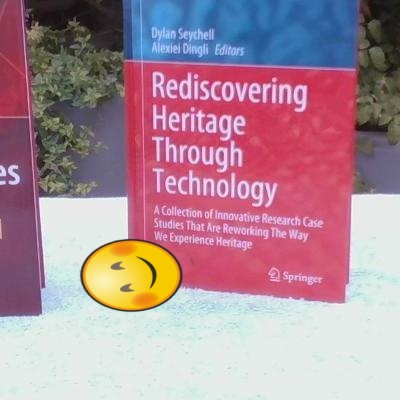 Dylan Seychell
Alexiei Dingli Editors
Rediscovering
Heritage
Through
Technology
A Collection of Innovative Research Case
Studies That Are Reworking The Way
We Experience Heritage
Springer
es